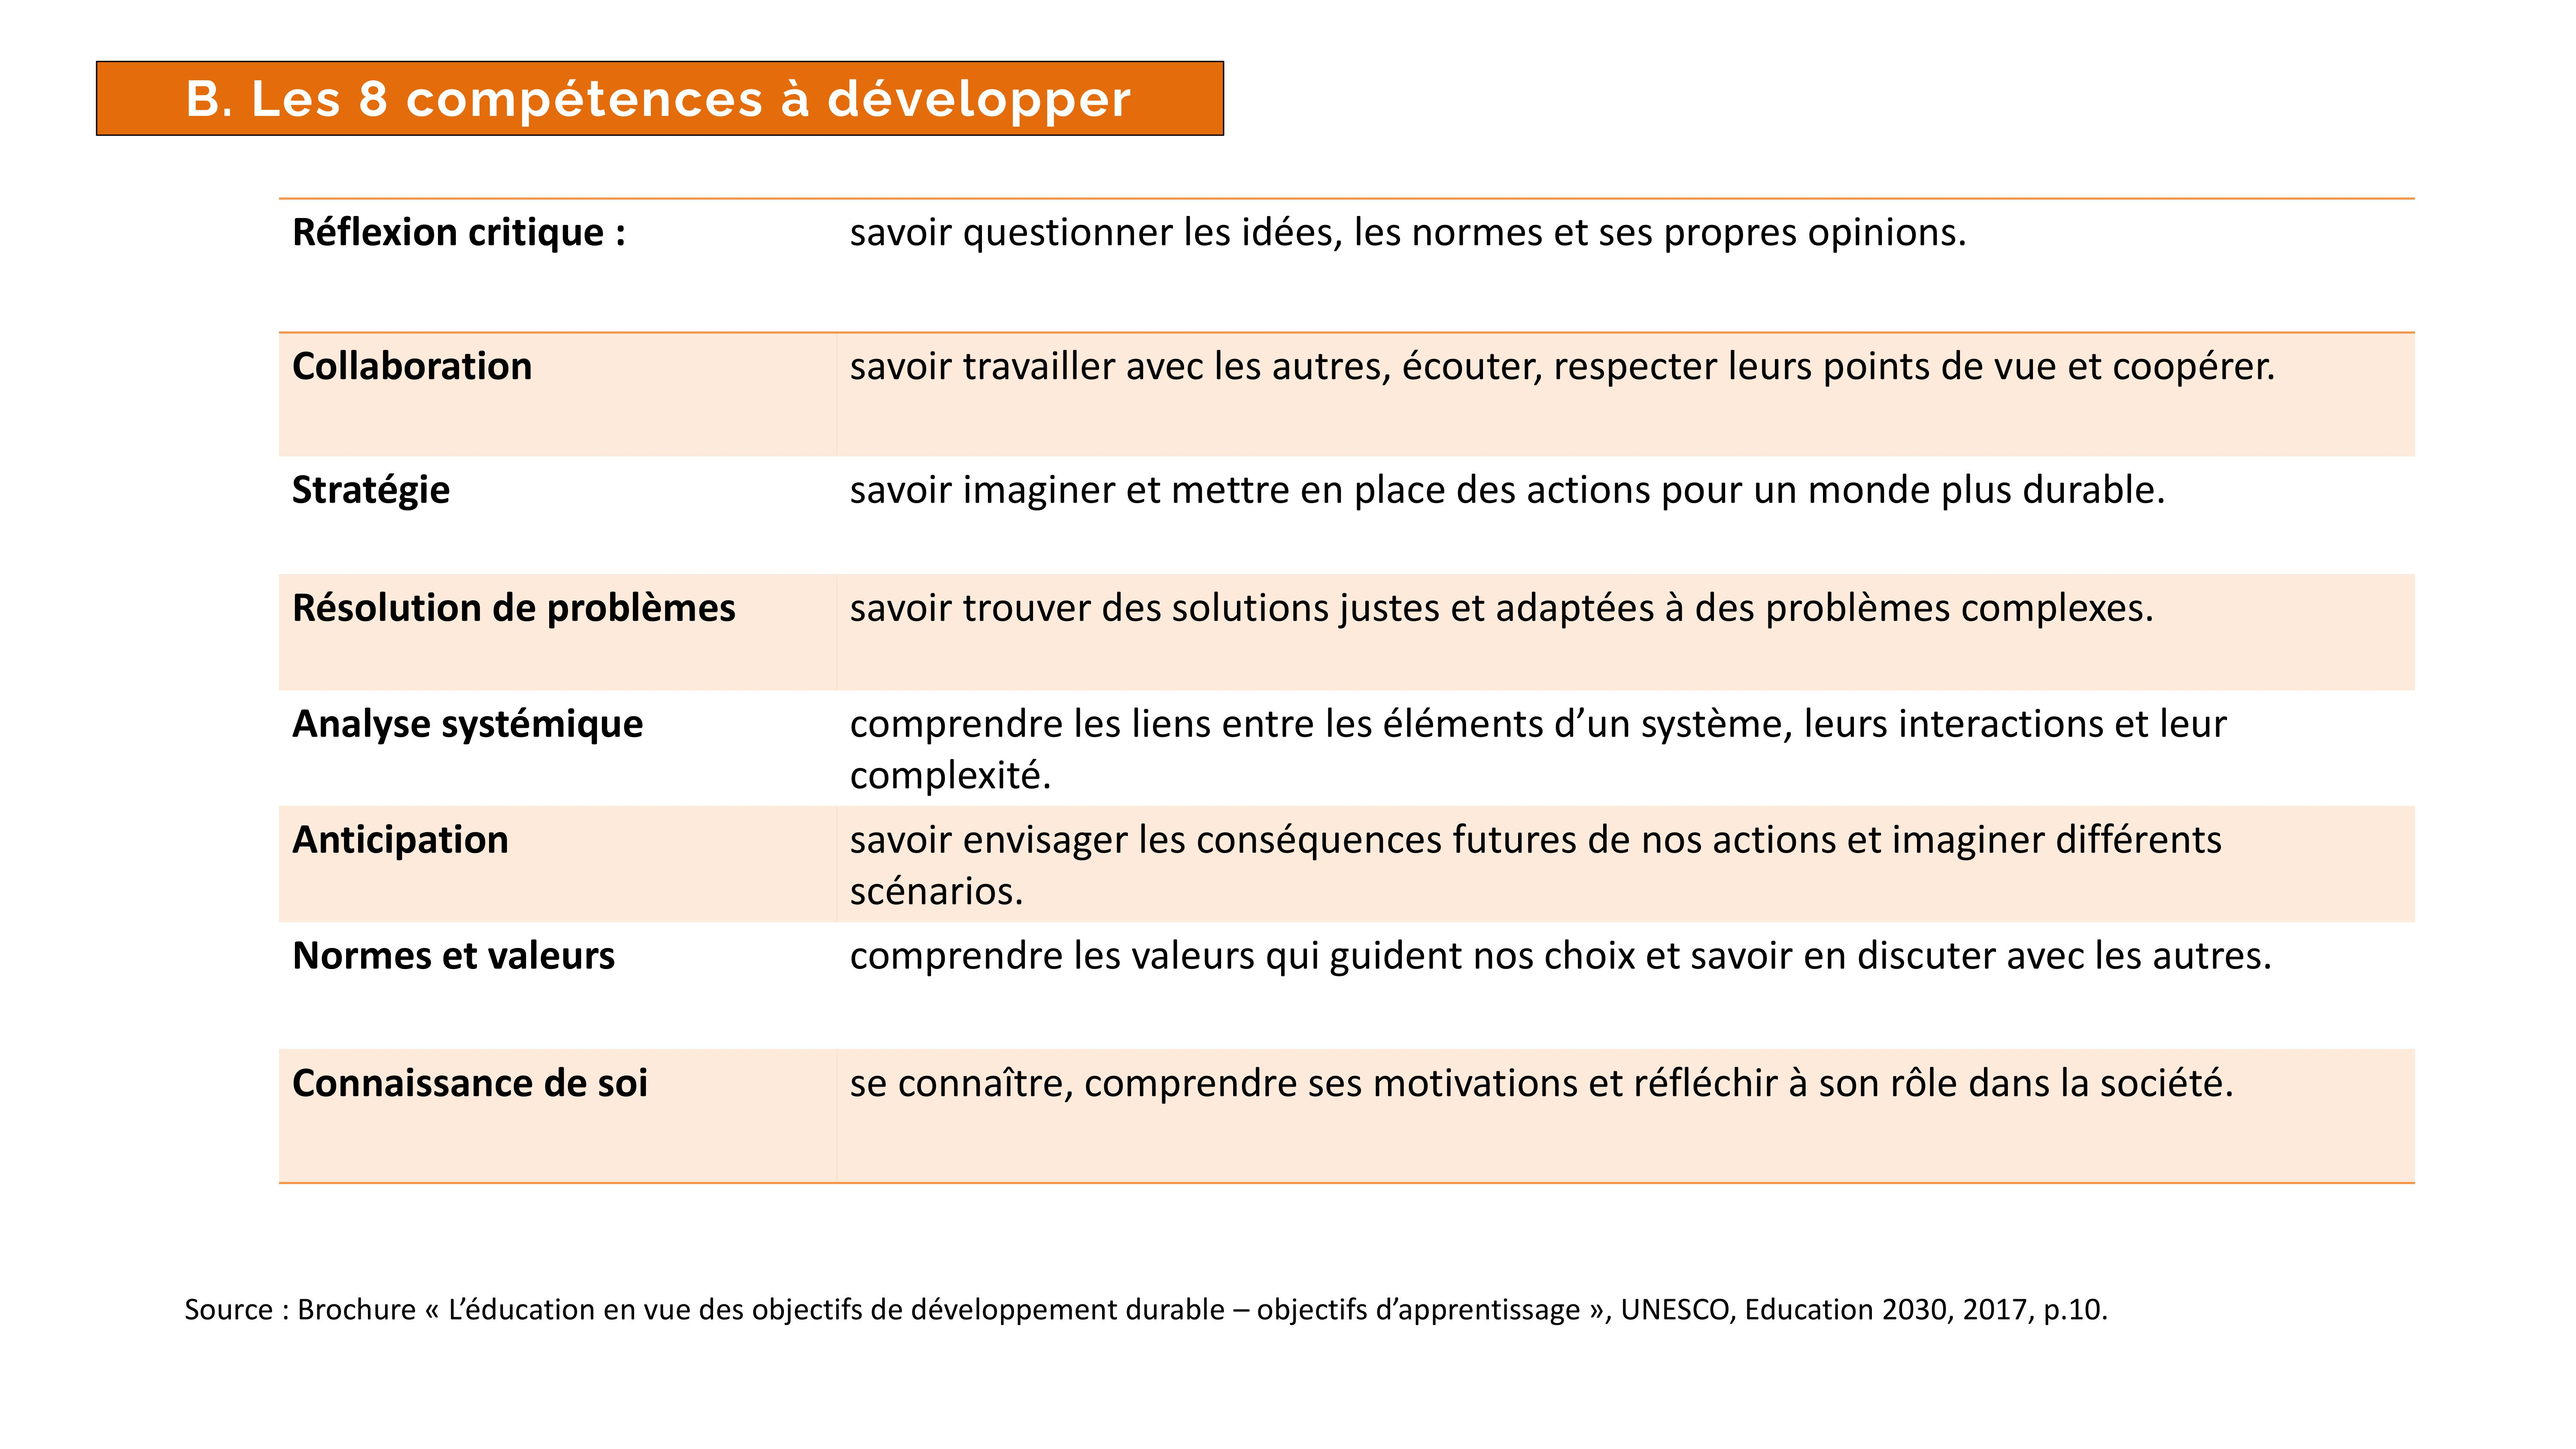 B. Les 8 compétences à développer
Réflexion critique :
savoir questionner les idées, les normes et ses propres opinions.
Collaboration
savoir travailler avec les autres, écouter, respecter leurs points de vue et coopérer.
Stratégie
savoir imaginer et mettre en place des actions pour un monde plus durable.
Résolution de problèmes
savoir trouver des solutions justes et adaptées à des problèmes complexes.
Analyse systémique
comprendre les liens entre les éléments d’un système, leurs interactions et leur
complexité.
Anticipation
savoir envisager les conséquences futures de nos actions et imaginer différents
scénarios.
Normes et valeurs
comprendre les valeurs qui guident nos choix et savoir en discuter avec les autres.
Connaissance de soi
se connaître, comprendre ses motivations et réfléchir à son rôle dans la société.
Source : Brochure « L’éducation en vue des objectifs de développement durable – objectifs d’apprentissage », UNESCO, Education 2030, 2017, p.10.